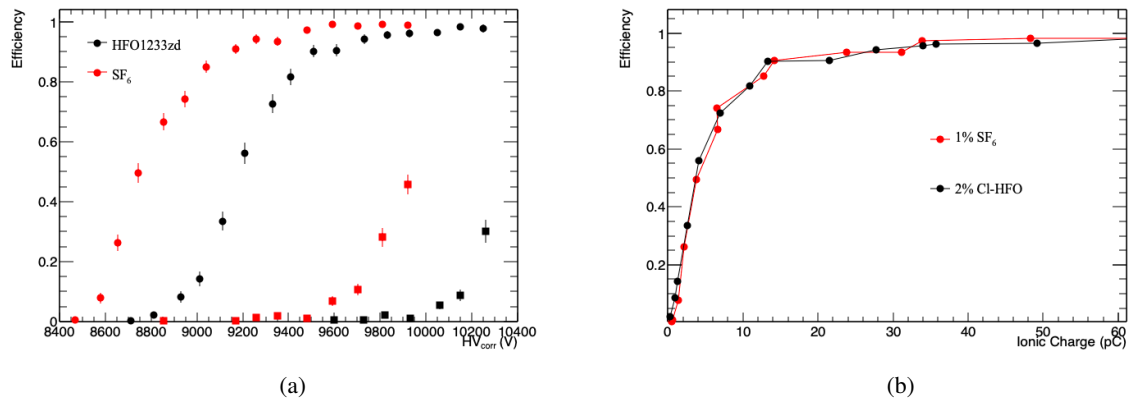 Efficiency
1
0.8
0.6
0.4
0.2
0
HFO1233zd
SF6
8400 8600 8800 9000 9200 9400 9600 9800 10000 10200 10400
HVcorr (V)
(a)
Efficiency
1
0.8
0.6
0.4
0.2
1% SF6
2% Cl-HFO
0 10 20 30 40 50 60
Ionic Charge (pC)
(b)